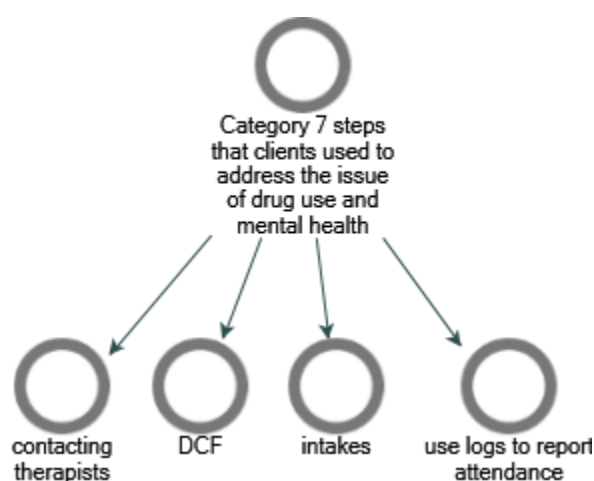 Category 7 steps
that clients used to
address the issue
of drug use and
mental health
contacting
therapists
DCF
intakes
use logs to report
attendance